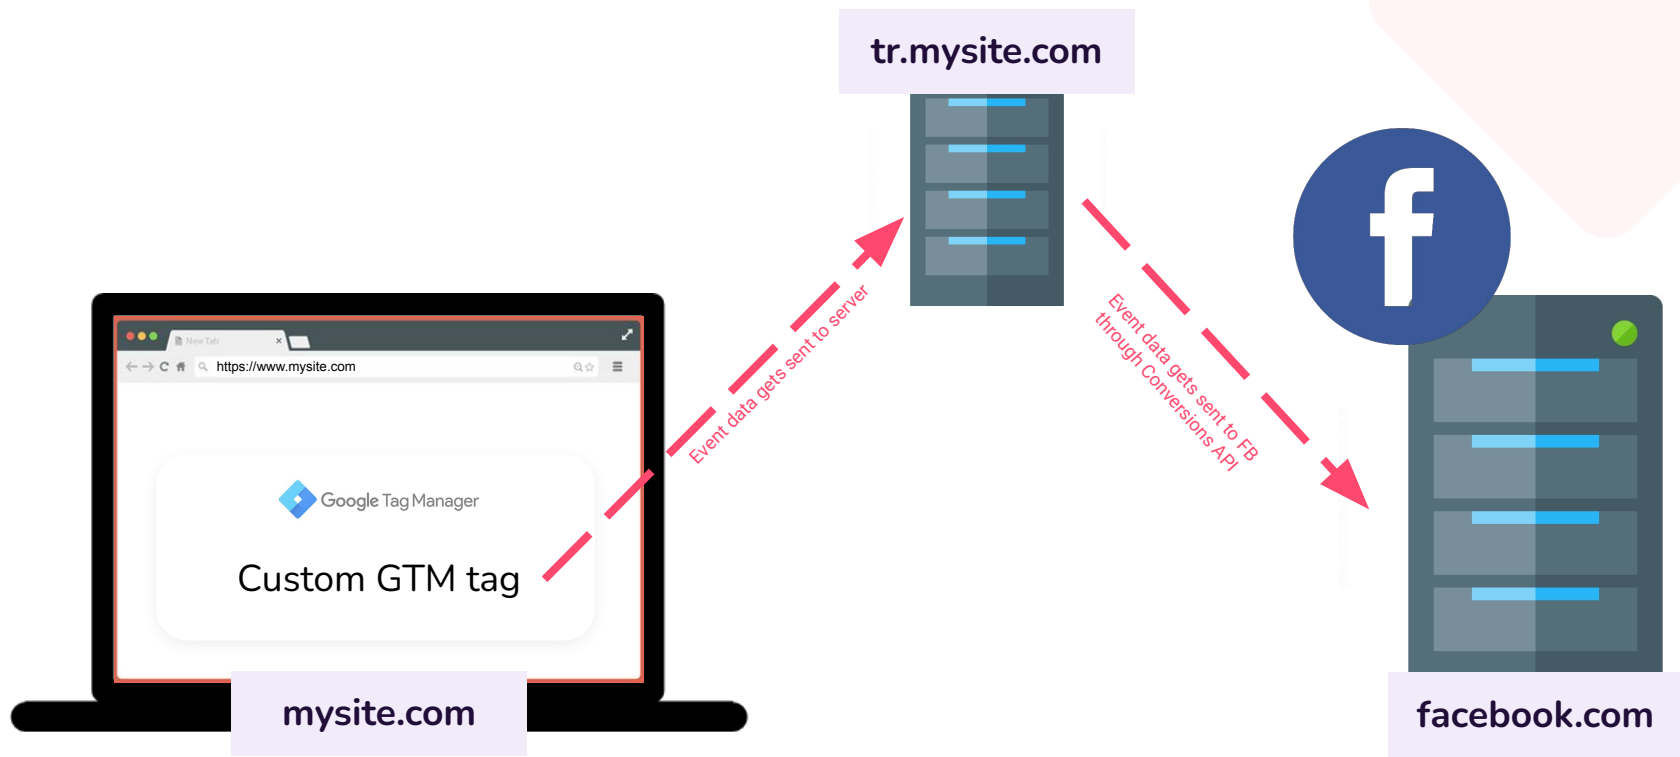 tr.mysite.com
New Tab
https://www.mysite.com
Event data gets sent to server
Event data gets sent to FB
through Conversions API
Google Tag Manager
Custom GTM tag
mysite.com
facebook.com